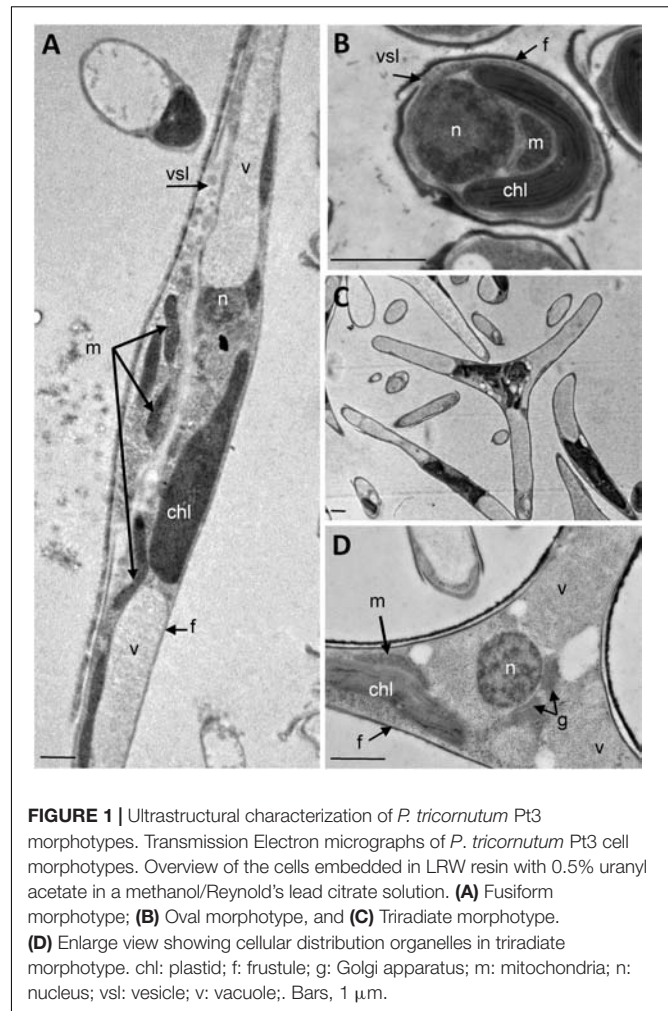 A
vsl
v
n
m
chl
f
v
B
vsl
f
n
m
chl
C
D
m
v
n
chl
g
f
v
FIGURE 1 | Ultrastructural characterization of P. tricornutum Pt3
morphotypes. Transmission Electron micrographs of P. tricornutum Pt3 cell
morphotypes. Overview of the cells embedded in LRW resin with 0.5% uranyl
acetate in a methanol/Reynold's lead citrate solution. (A) Fusiform
morphotype; (B) Oval morphotype, and (C) Triradiate morphotype.
(D) Enlarge view showing cellular distribution organelles in triradiate
morphotype. chl: plastid; f: frustule; g: Golgi apparatus; m: mitochondria; n:
nucleus; vsl: vesicle; v: vacuole;. Bars, 1 μm.